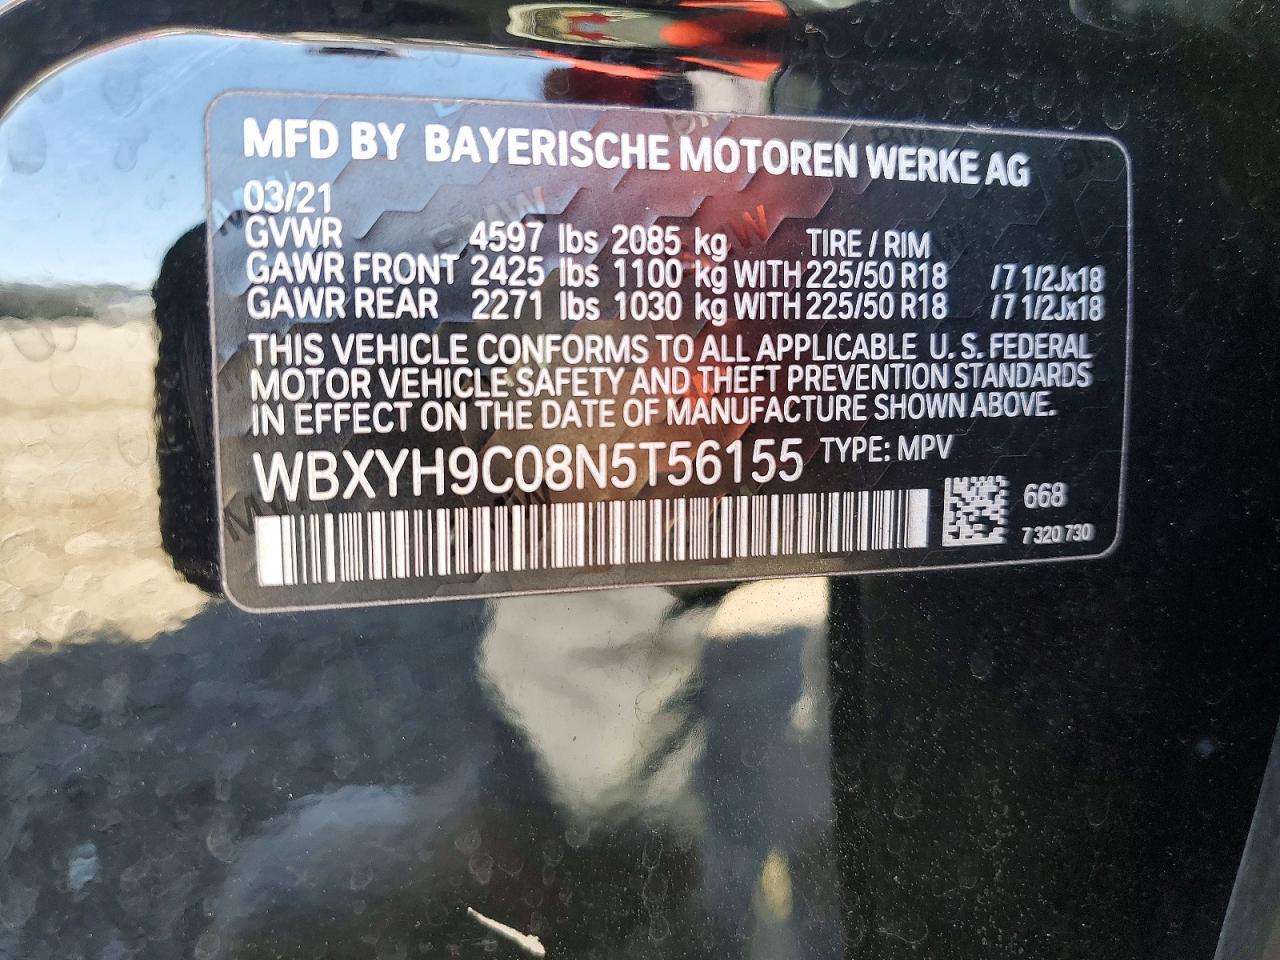 MFD BY BAYERISCHE MOTOREN WERKE AG
03/21
GVWR 4597 lbs 2085 kg TIRE / RIM
GAWR FRONT 2425 lbs 1100 kg WITH 225/50 R18 /7 1/2Jx18
GAWR REAR 2271 lbs 1030 kg WITH 225/50 R18 /7 1/2Jx18
THIS VEHICLE CONFORMS TO ALL APPLICABLE U. S. FEDERAL
MOTOR VEHICLE SAFETY AND THEFT PREVENTION STANDARDS
IN EFFECT ON THE DATE OF MANUFACTURE SHOWN ABOVE.
WBXYH9C08N5T56155 TYPE: MPV
668
7 320 730